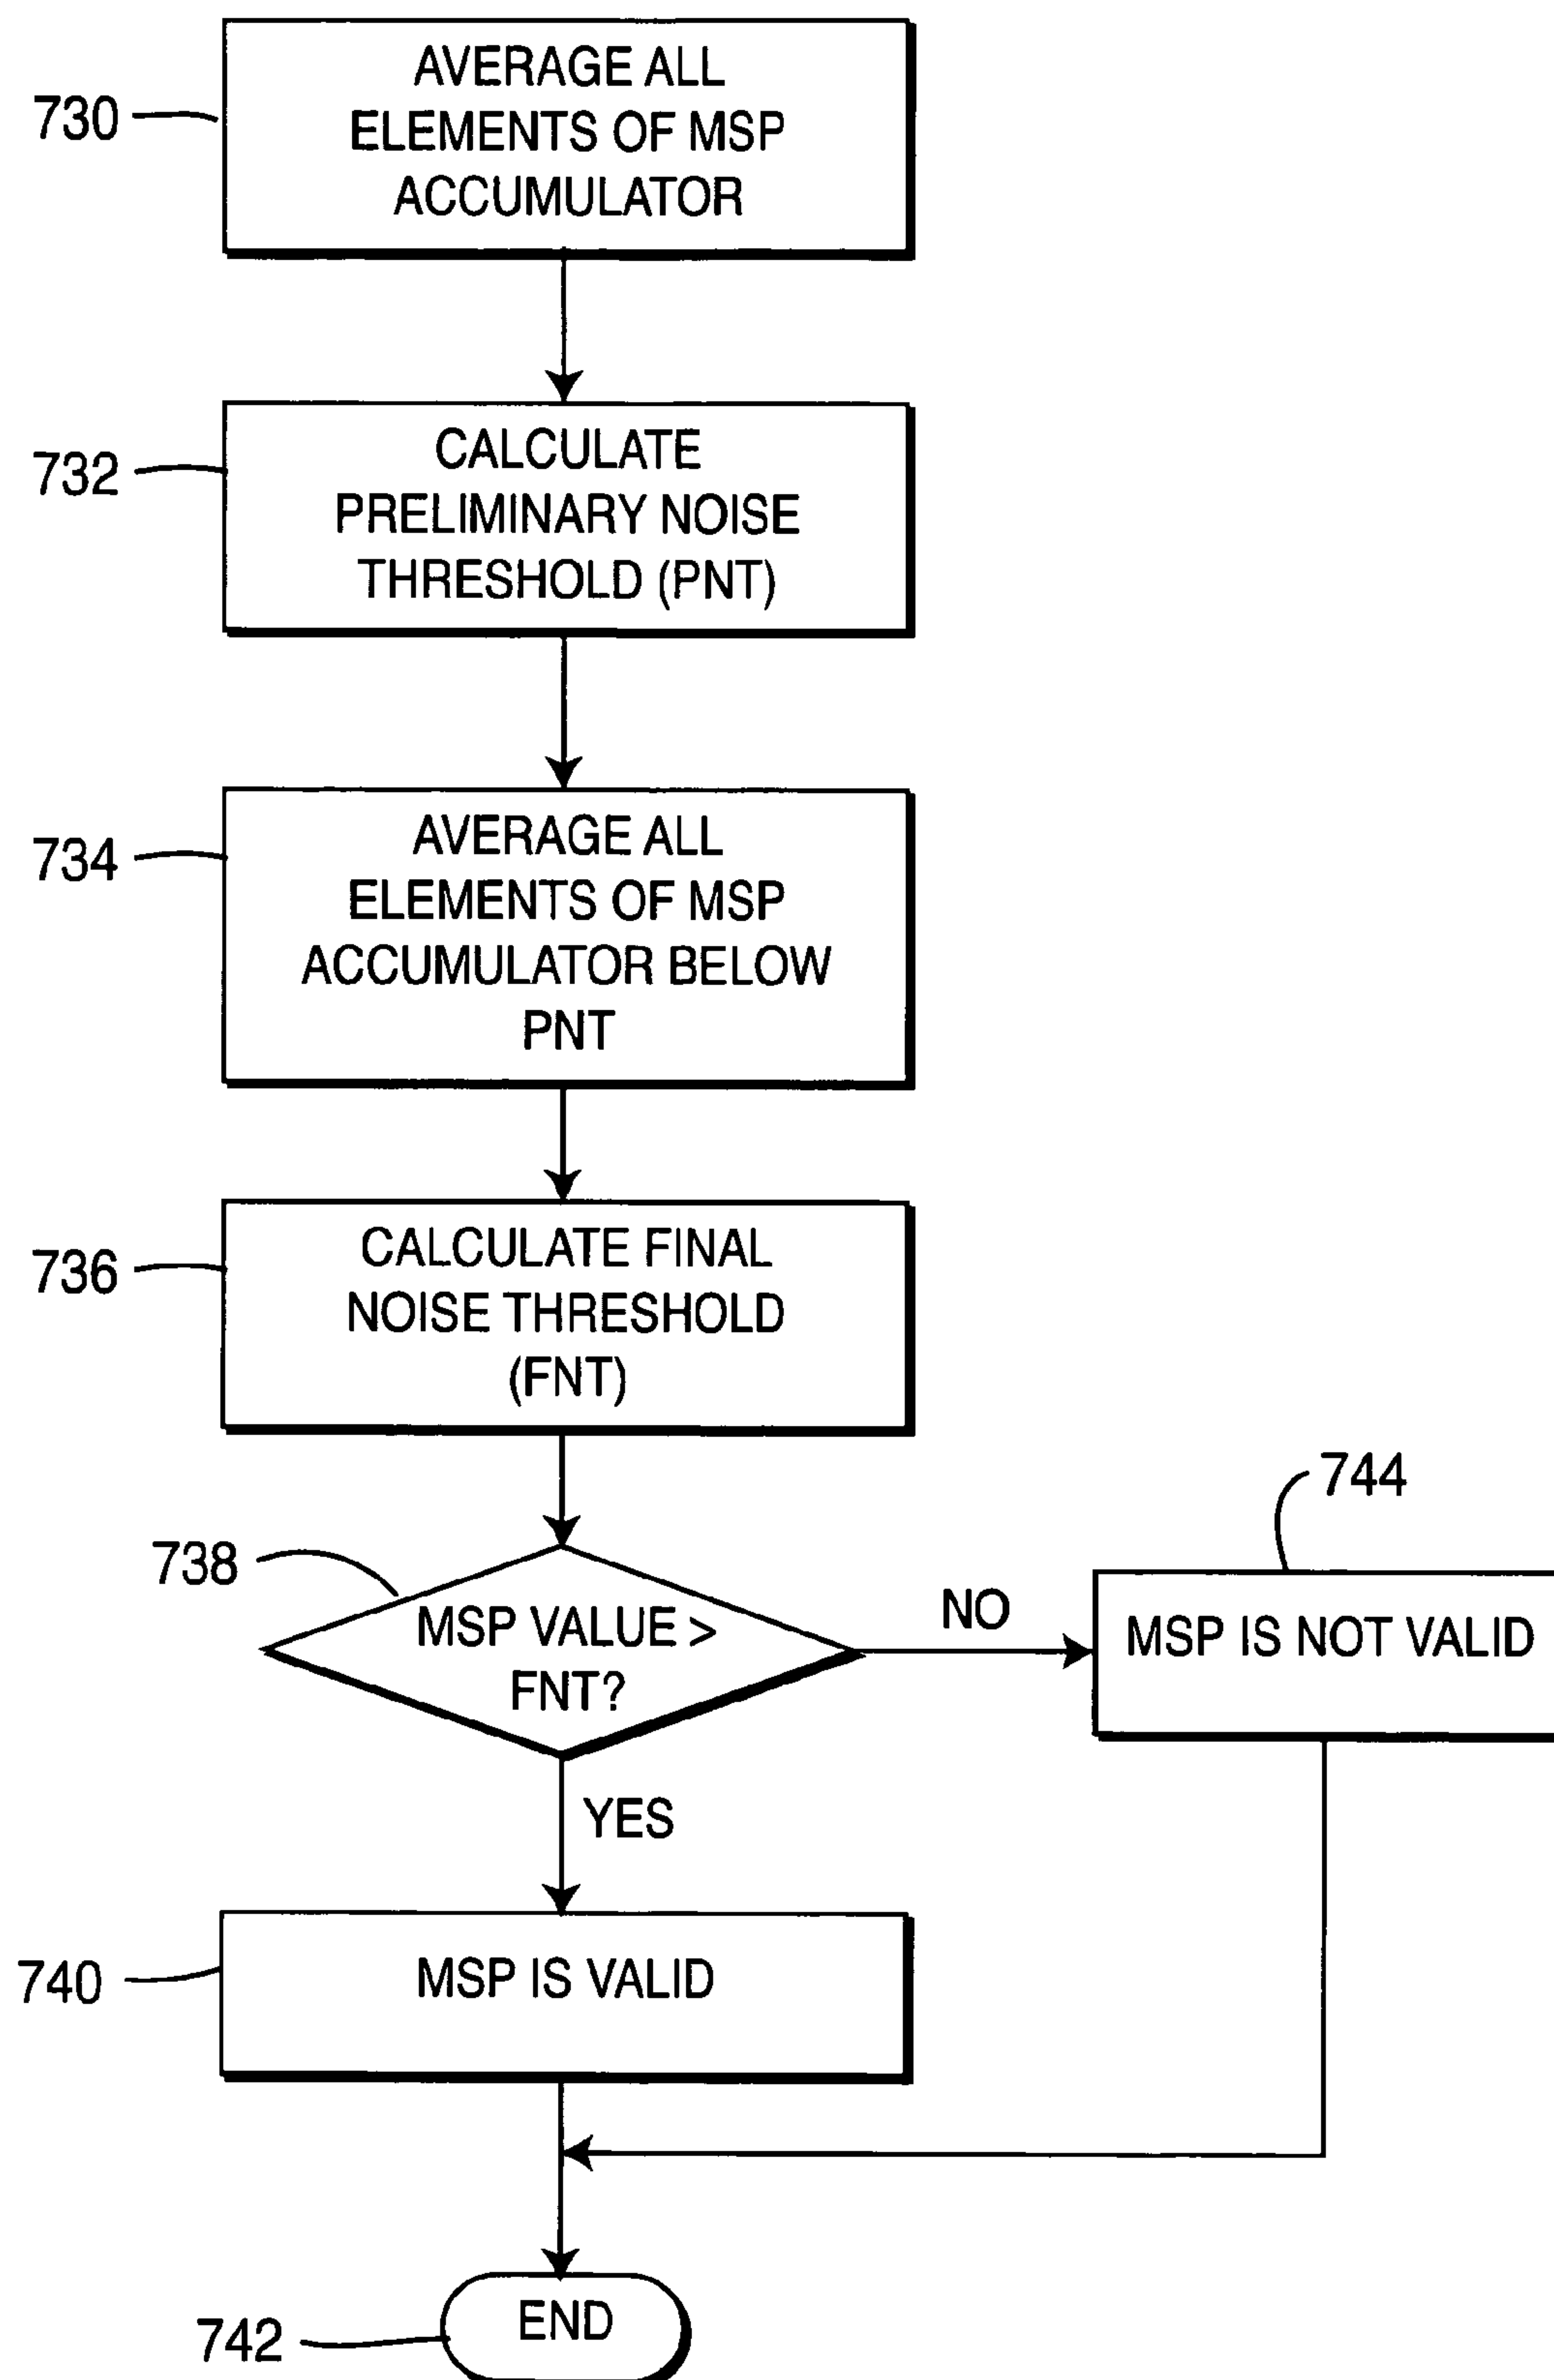 730
AVERAGE ALL
ELEMENTS OF MSP
ACCUMULATOR
732
CALCULATE
PRELIMINARY NOISE
THRESHOLD (PNT)
734
AVERAGE ALL
ELEMENTS OF MSP
ACCUMULATOR BELOW
PNT
736
CALCULATE FINAL
NOISE THRESHOLD
(FNT)
738
MSP VALUE >
FNT?
NO
744
MSP IS NOT VALID
YES
740
MSP IS VALID
742
END